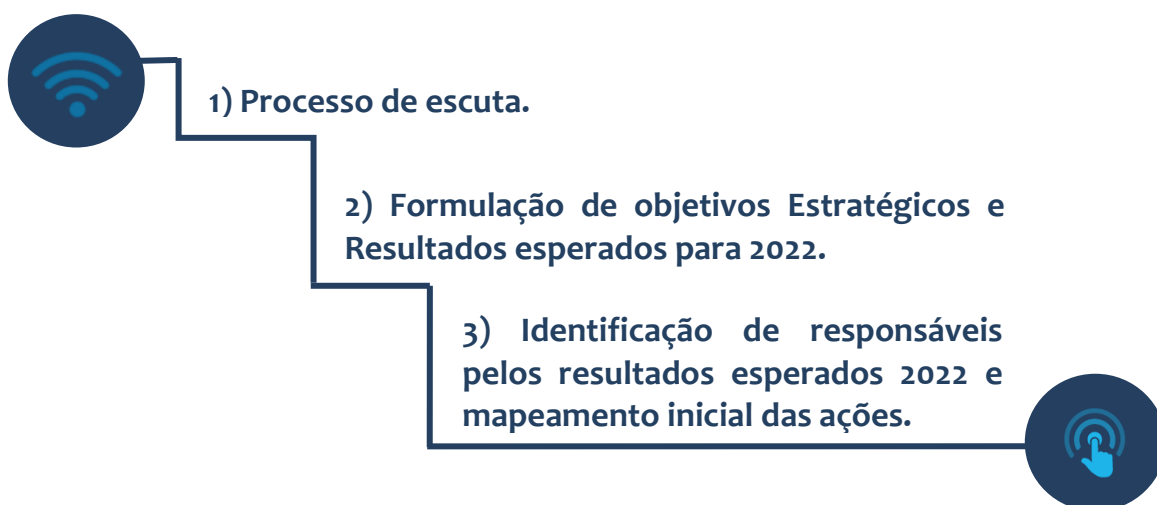 1) Processo de escuta.
2) Formulação de objetivos Estratégicos e
Resultados esperados para 2022.
3) Identificação de responsáveis
pelos resultados esperados 2022 e
mapeamento inicial das ações.